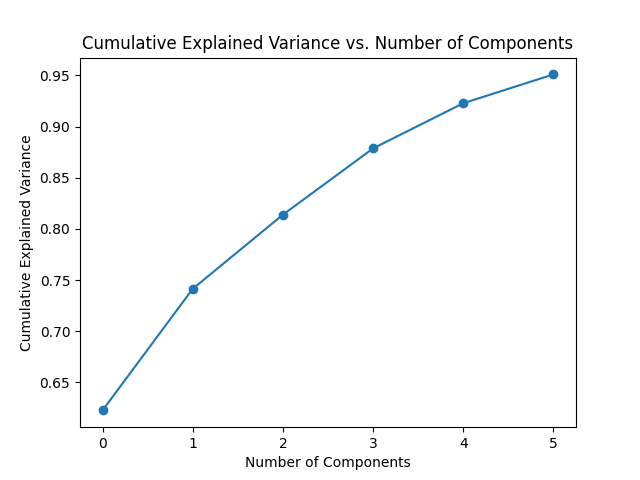 Cumulative Explained Variance vs. Number of Components
Cumulative Explained Variance
0.95
0.90
0.85
0.80
0.75
0.70
0.65
0 1 2 3 4 5
Number of Components